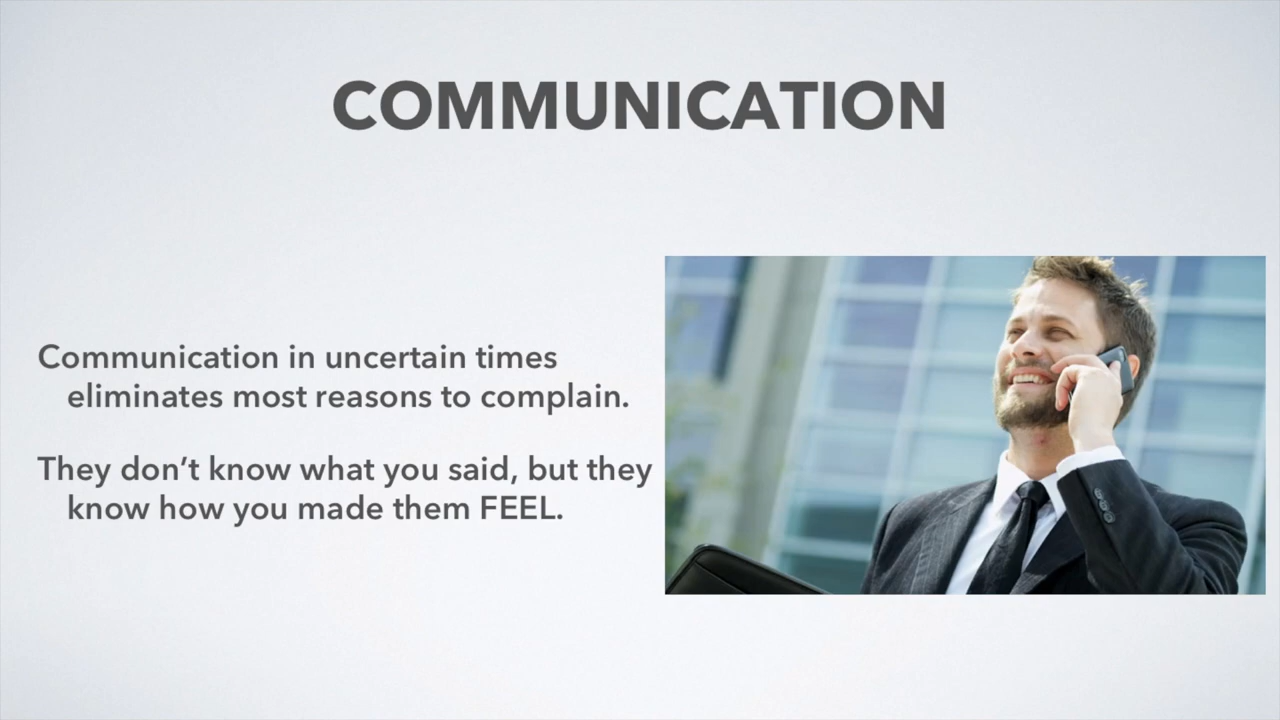 COMMUNICATION
Communication in uncertain times
eliminates most reasons to complain.
They don’t know what you said, but they
know how you made them FEEL.